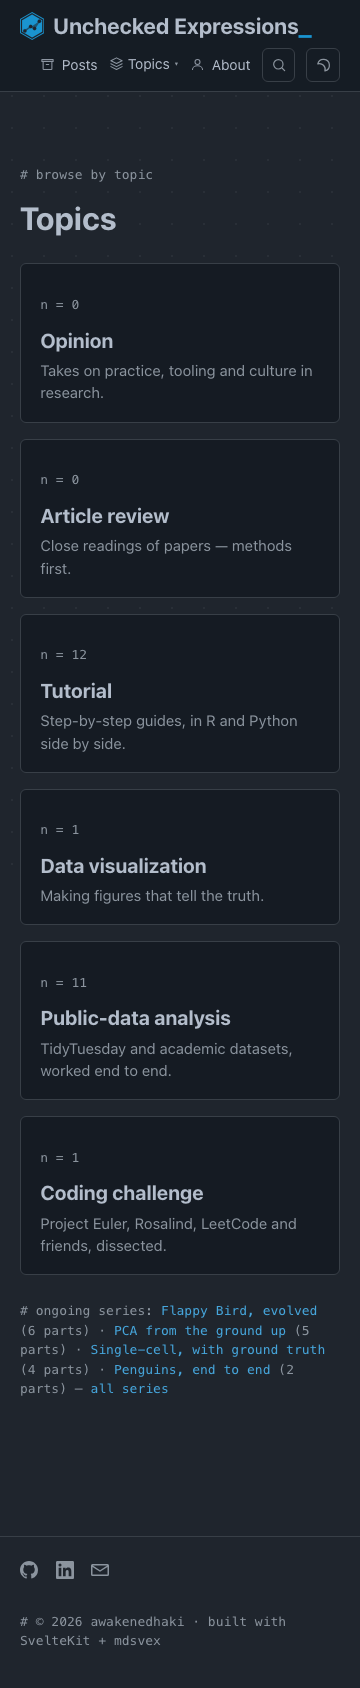 Unchecked Expressions_
Posts Topics About
# browse by topic
Topics
n = 0
Opinion
Takes on practice, tooling and culture in
research.
n = 0
Article review
Close readings of papers — methods
first.
n = 12
Tutorial
Step-by-step guides, in R and Python
side by side.
n = 1
Data visualization
Making figures that tell the truth.
n = 11
Public-data analysis
TidyTuesday and academic datasets,
worked end to end.
n = 1
Coding challenge
Project Euler, Rosalind, LeetCode and
friends, dissected.
# ongoing series: Flappy Bird, evolved
(6 parts) · PCA from the ground up (5
parts) · Single-cell, with ground truth
(4 parts) · Penguins, end to end (2
parts) — all series
# © 2026 awakenedhaki · built with
SvelteKit + mdsvex